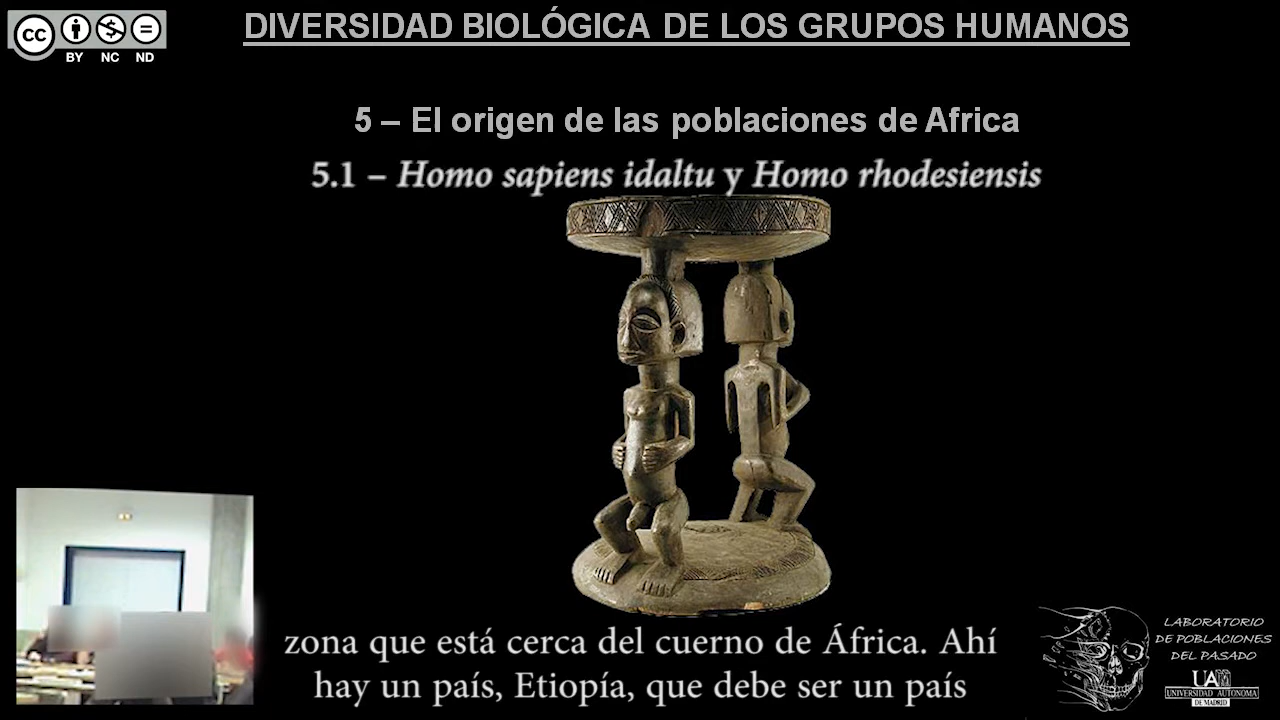 DIVERSIDAD BIOLÓGICA DE LOS GRUPOS HUMANOS
cc
BY NC ND
5 – El origen de las poblaciones de Africa
5.1 – Homo sapiens idaltu y Homo rhodesiensis
zona que está cerca del cuerno de África. Ahí
hay un país, Etiopía, que debe ser un país
LABORATORIO
DE POBLACIONES
DEL PASADO
UAM
UNIVERSIDAD AUTONOMA
DE MADRID